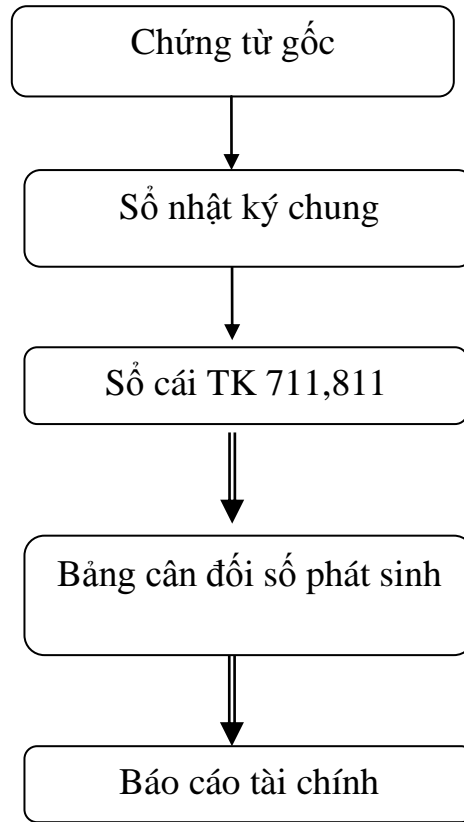 Chứng từ gốc
Sổ nhật ký chung
Sổ cái TK 711,811
Bảng cân đối số phát sinh
Báo cáo tài chính